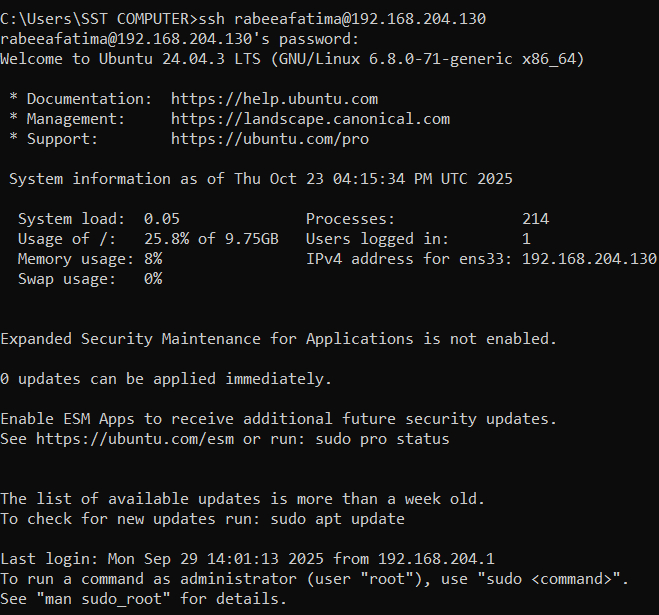 C:\Users\SST COMPUTER>ssh rabeeafatima@192.168.204.130
rabeeafatima@192.168.204.130's password:
Welcome to Ubuntu 24.04.3 LTS (GNU/Linux 6.8.0-71-generic x86_64)

 * Documentation:  https://help.ubuntu.com
 * Management:     https://landscape.canonical.com
 * Support:        https://ubuntu.com/pro

 System information as of Thu Oct 23 04:15:34 PM UTC 2025

  System load:  0.05               Processes:              214
  Usage of /:   25.8% of 9.75GB   Users logged in:        1
  Memory usage: 8%                IPv4 address for ens33: 192.168.204.130
  Swap usage:   0%

Expanded Security Maintenance for Applications is not enabled.

0 updates can be applied immediately.

Enable ESM Apps to receive additional future security updates.
See https://ubuntu.com/esm or run: sudo pro status

The list of available updates is more than a week old.
To check for new updates run: sudo apt update

Last login: Mon Sep 29 14:01:13 2025 from 192.168.204.1
To run a command as administrator (user "root"), use "sudo <command>".
See "man sudo_root" for details.